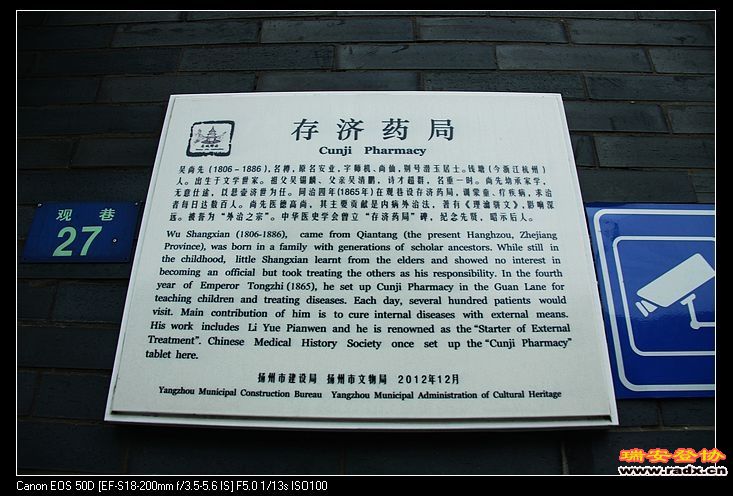 存济药局
Cunji Pharmacy
吴尚先(1806-1886),名樽,原名安业,字师机、尚仙,别号潜玉居士。钱塘(今浙江杭州)
人。出生于文学世家。祖父吴锡麟、父亲吴清鹏,诗才超群,名重一时。尚先幼承家学,
无意仕途,以悬壶济世为任。同治四年(1865年)在观巷设存济药局,训蒙童、疗疾病,求治
者每日达数百人。尚先医德高尚,其主要贡献是内病外治法,著有《理瀹骈文》,影响深
远。被誉为“外治之宗”。中华医史学会曾立“存济药局”碑,纪念先贤,昭示后人。
Wu Shangxian (1806-1886), came from Qiantang (the present Hanghzou, Zhejiang
Province), was born in a family with generations of scholar ancestors. While still in
the childhood, little Shangxian learnt from the elders and showed no interest in
becoming an official but took treating the others as his responsibility. In the fourth
year of Emperor Tongzhi (1865), he set up Cunji Pharmacy in the Guan Lane for
teaching children and treating diseases. Each day, several hundred patients would
visit. Main contribution of him is to cure internal diseases with external means.
His work includes Li Yue Pianwen and he is renowned as the “Starter of External
Treatment”. Chinese Medical History Society once set up the “Cunji Pharmacy”
tablet here.
扬州市建设局 扬州市文物局 2012年12月
Yangzhou Municipal Construction Bureau Yangzhou Municipal Administration of Cultural Heritage
观巷
27
瑞安登协
www.radx.cn
Canon EOS 50D [EF-S18-200mm f/3.5-5.6 IS] F5.0 1/13s ISO100